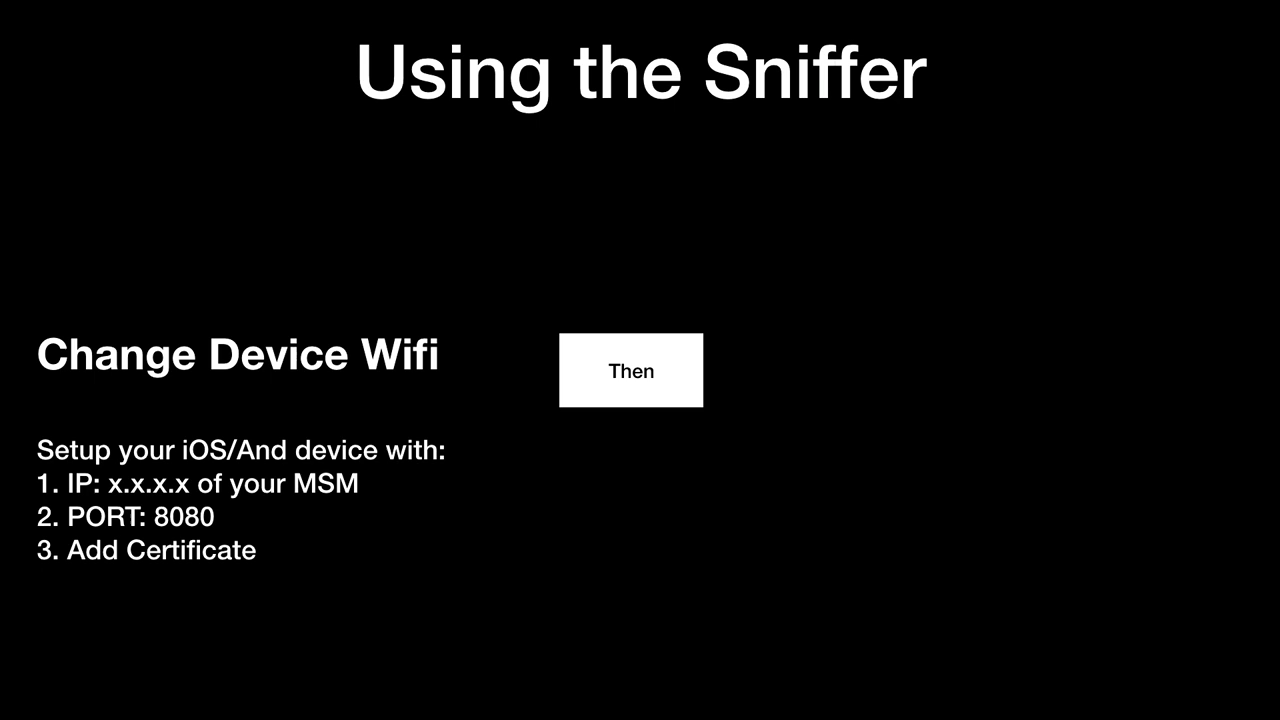 Using the Sniffer
Change Device Wifi
Then
Setup your iOS/And device with:
1. IP: x.x.x.x of your MSM
2. PORT: 8080
3. Add Certificate